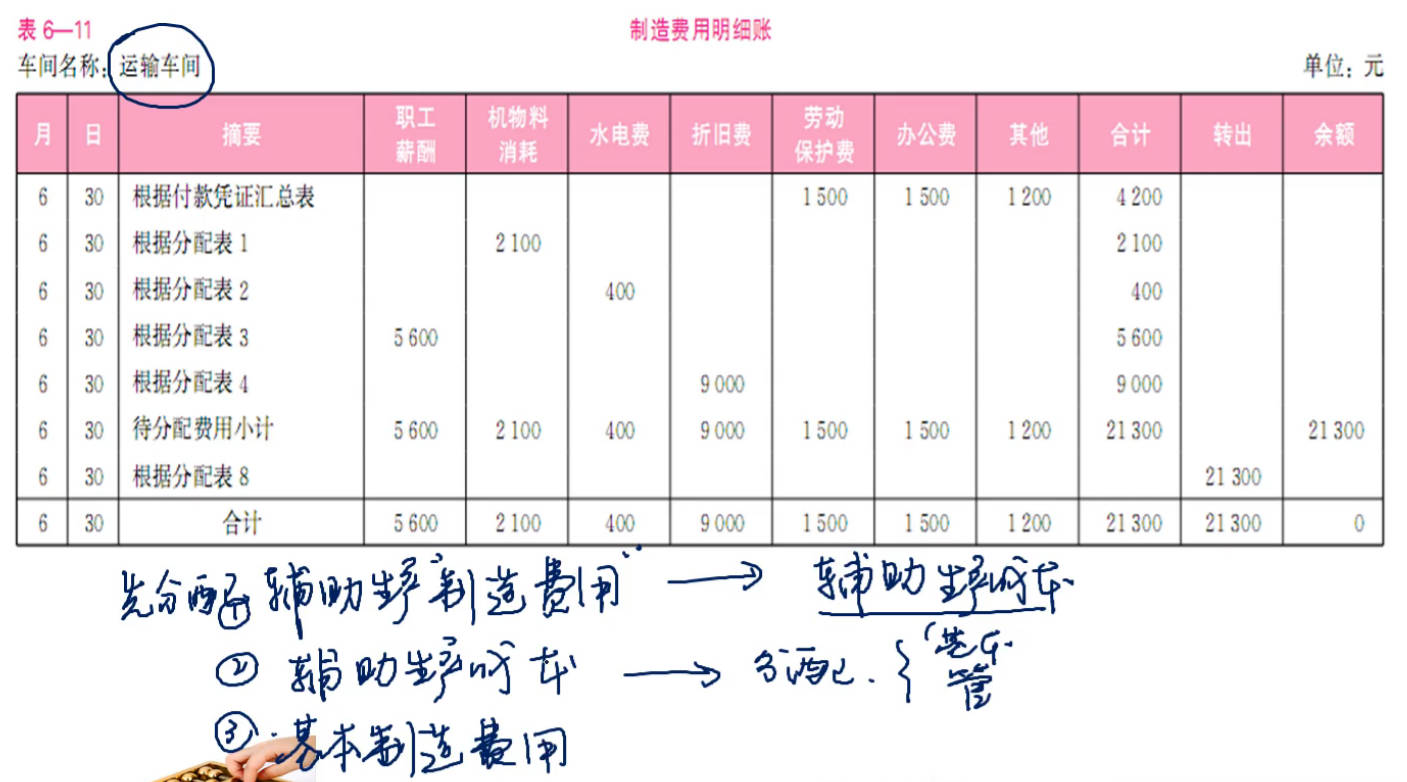 表 6—11 制造费用明细账
车间名称：运输车间 单位：元
月 日 摘要 职工薪酬 机物料消耗 水电费 折旧费 劳动保护费 办公费 其他 合计 转出 余额
6 30 根据付款凭证汇总表 1 500 1 500 1 200 4 200
6 30 根据分配表 1 2 100 2 100
6 30 根据分配表 2 400 400
6 30 根据分配表 3 5 600 5 600
6 30 根据分配表 4 9 000 9 000
6 30 待分配费用小计 5 600 2 100 400 9 000 1 500 1 500 1 200 21 300 21 300
6 30 根据分配表 8 21 300
6 30 合计 5 600 2 100 400 9 000 1 500 1 500 1 200 21 300 21 300 0
先分配① 辅助生产"制造费用" → 辅助生产成本
② 辅助生产成本 → 分配 { 基本
管
③ 基本制造费用